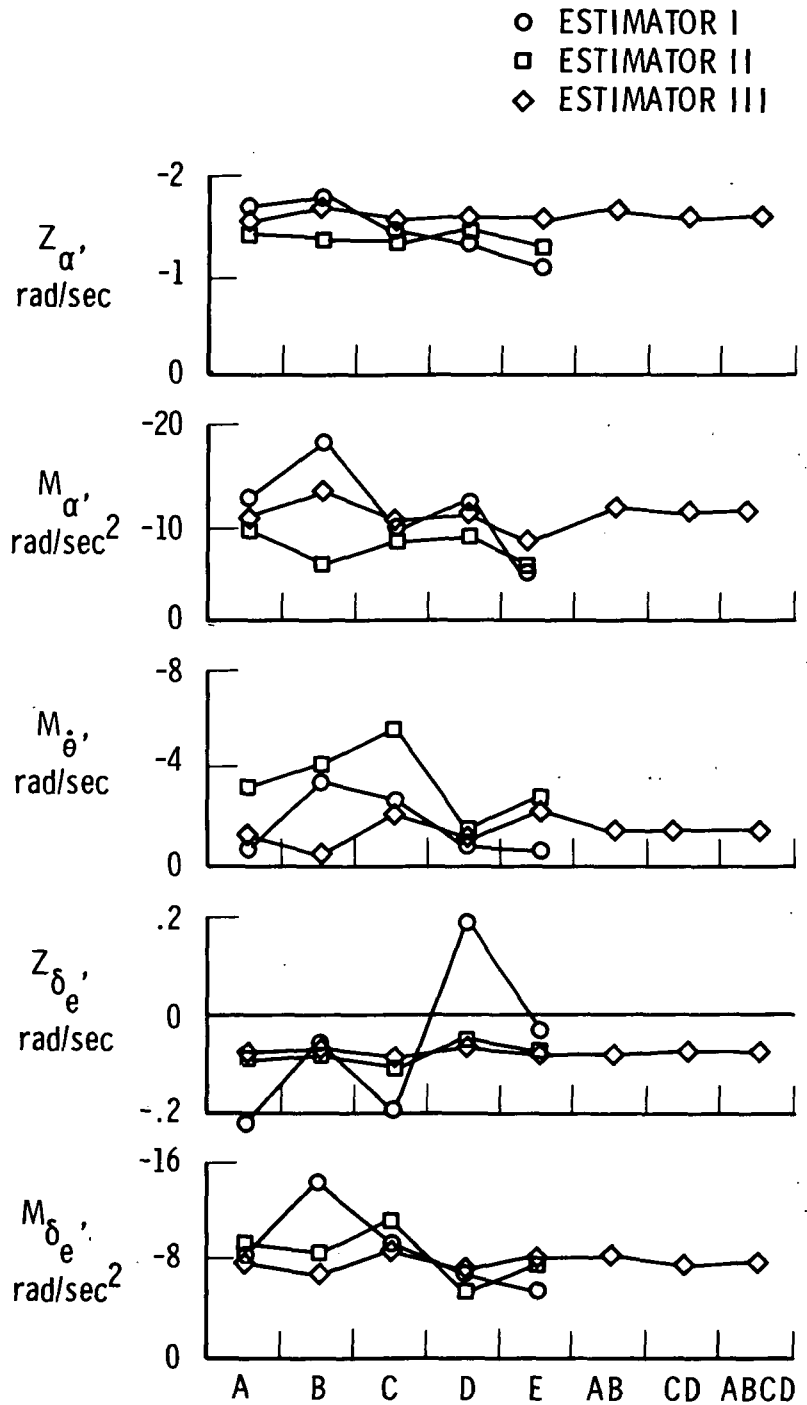 ESTIMATOR I
ESTIMATOR II
ESTIMATOR III
-2
Zα,
rad/sec
-1
0
-20
Mα,
rad/sec²
-10
0
-8
Mθ̇,
rad/sec
-4
0
.2
Zδe,
rad/sec
0
-.2
-16
Mδe,
rad/sec²
-8
0
A B C D E AB CD ABCD